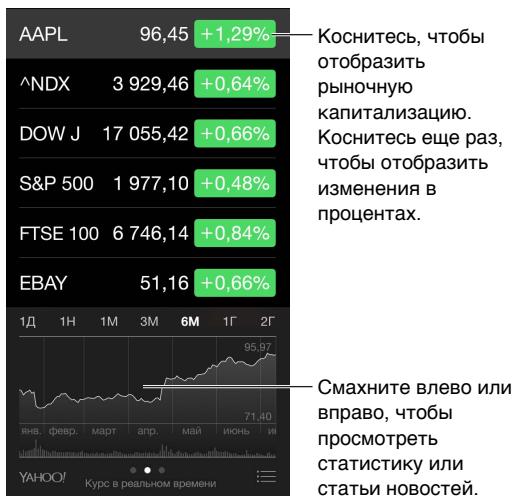 AAPL 96,45 +1,29%
^NDX 3 929,46 +0,64%
DOW J 17 055,42 +0,66%
S&P 500 1 977,10 +0,48%
FTSE 100 6 746,14 +0,84%
EBAY 51,16 +0,66%
1Д 1Н 1М 3М 6М 1Г 2Г
95,97
71,40
янв. февр. март апр. май июнь
YAHOO!
Курс в реальном времени
Коснитесь, чтобы
отобразить
рыночную
капитализацию.
Коснитесь еще раз,
чтобы отобразить
изменения в
процентах.
Смахните влево или
вправо, чтобы
просмотреть
статистику или
статьи новостей.